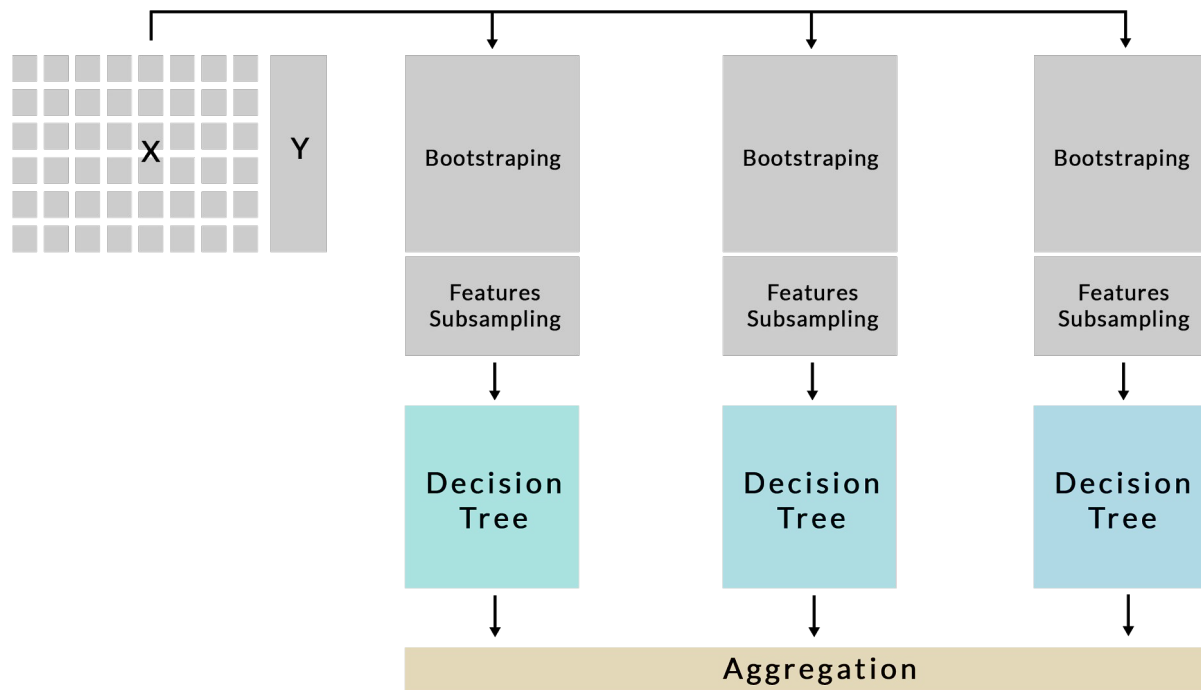 X
Y
Bootstraping
Bootstraping
Bootstraping
Features
Subsampling
Features
Subsampling
Features
Subsampling
Decision
Tree
Decision
Tree
Decision
Tree
Aggregation